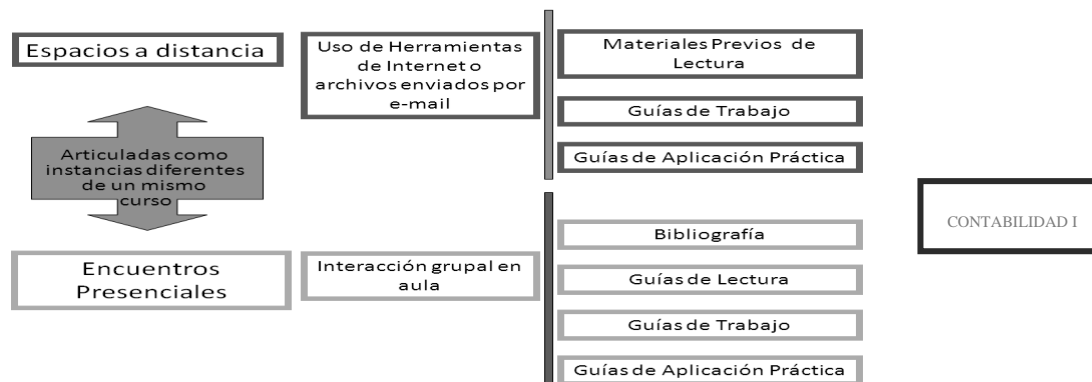 Espacios a distancia
Uso de Herramientas
de Internet o
archivos enviados por
e-mail
Materiales Previos de
Lectura
Guías de Trabajo
Guías de Aplicación Práctica
Articuladas como
instancias diferentes
de un mismo
curso
Encuentros
Presenciales
Interacción grupal en
aula
Bibliografía
Guías de Lectura
Guías de Trabajo
Guías de Aplicación Práctica
CONTABILIDAD I